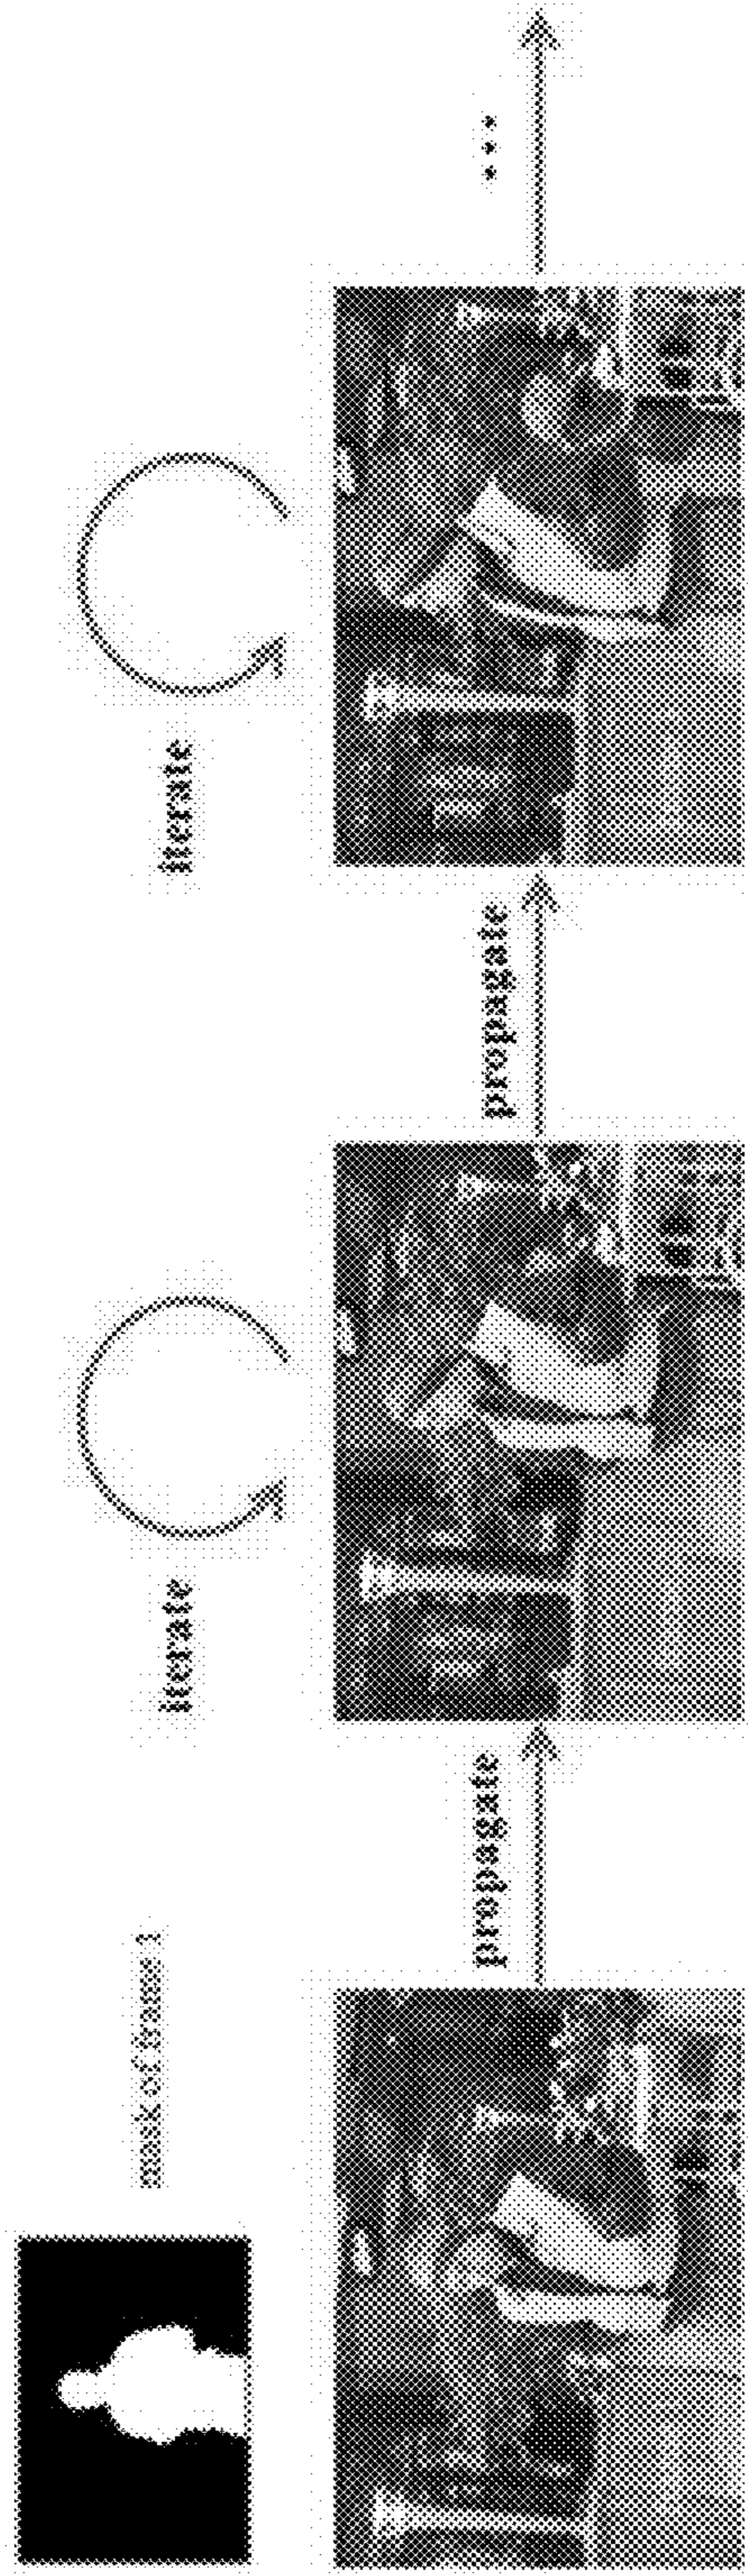 mask of frame 1
propagate
iterate
propagate
iterate
...